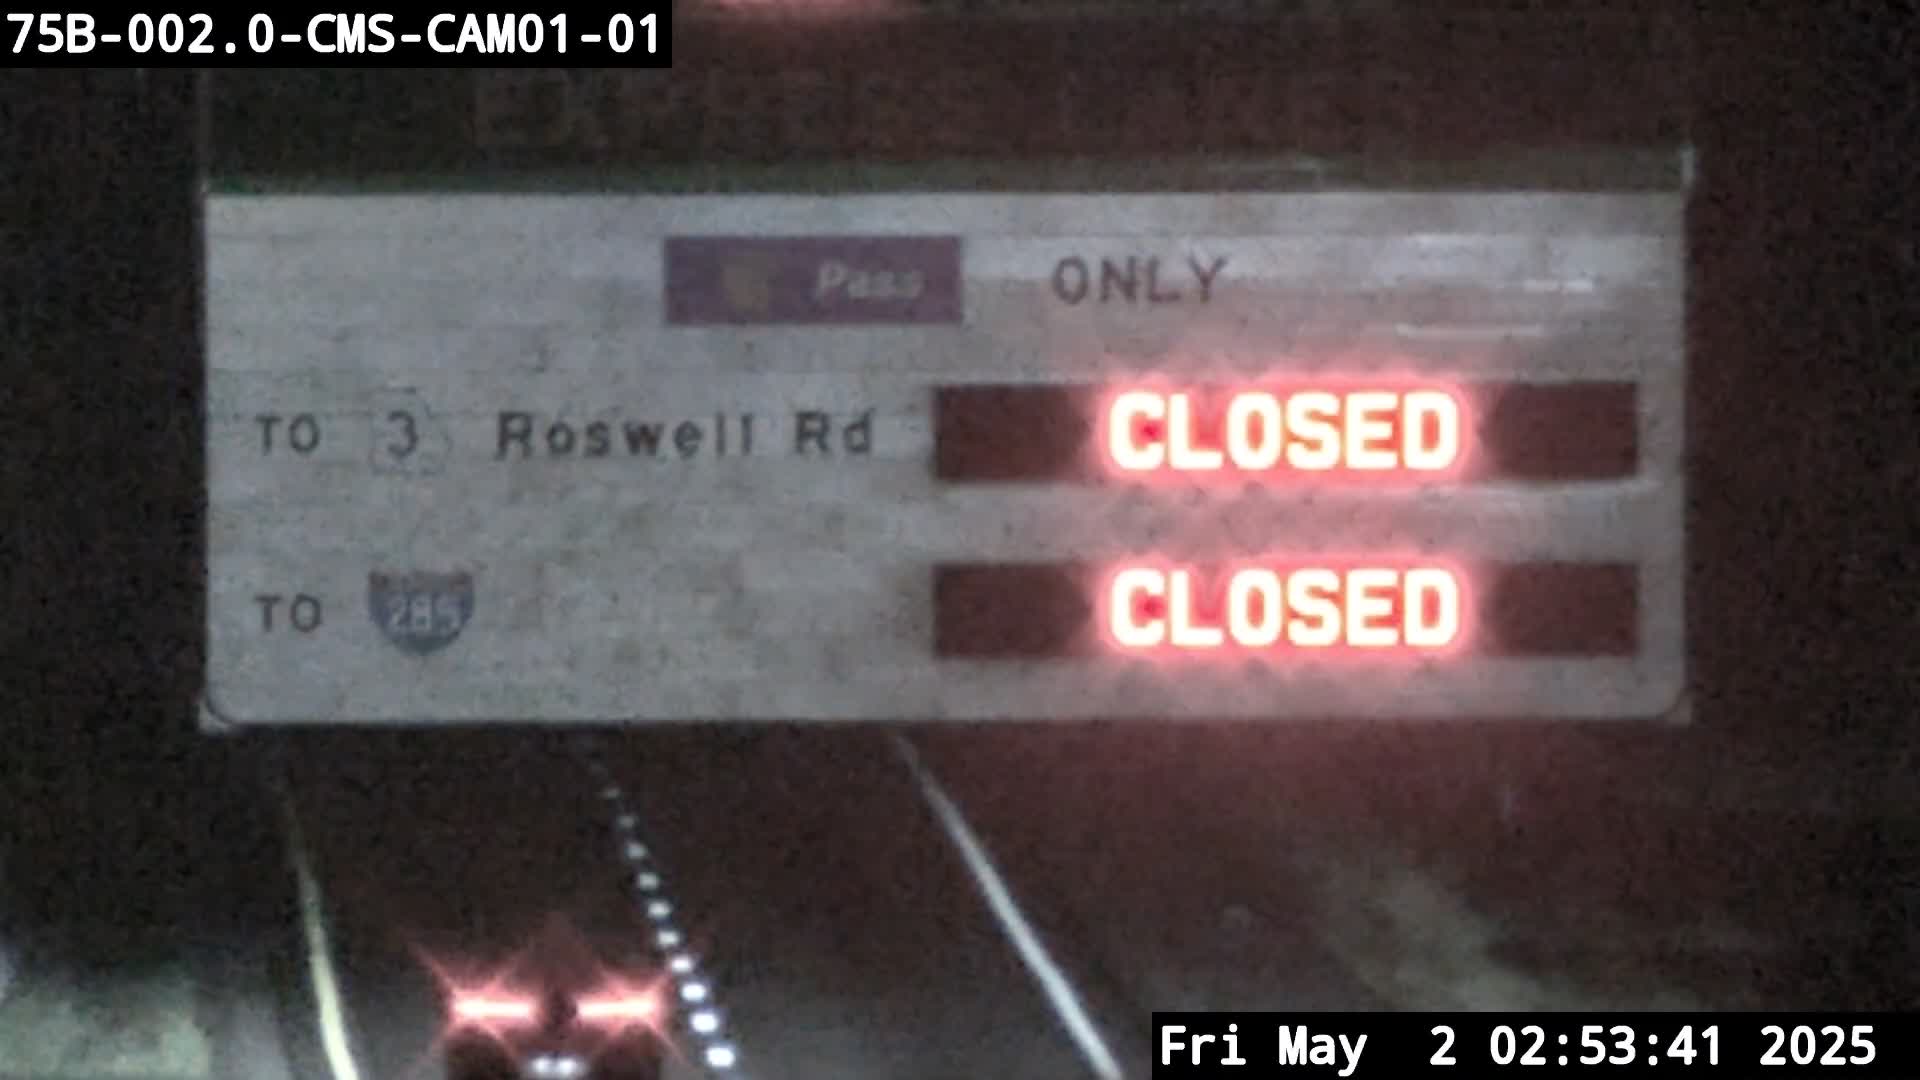 75B-002.0-CMS-CAM01-01
Pass ONLY
TO 3 Roswell Rd CLOSED
TO 285 CLOSED
Fri May 2 02:53:41 2025